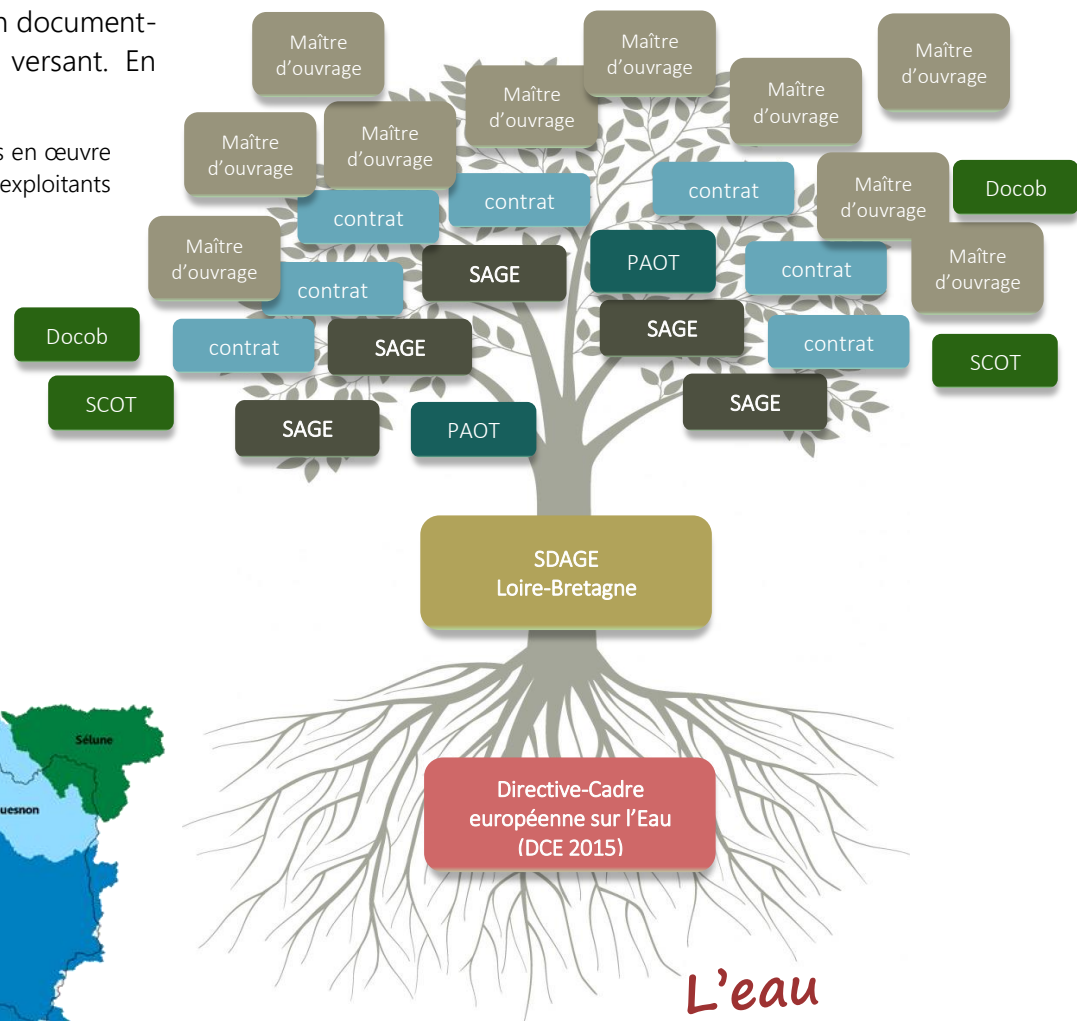 n document-
versant. En
s en œuvre
exploitants
Maître
d'ouvrage
Maître
d'ouvrage
Maître
d'ouvrage
Maître
d'ouvrage
Maître
d'ouvrage
Maître
d'ouvrage
Maître
d'ouvrage
Maître
d'ouvrage
Docob
contrat
contrat
contrat
Maître
d'ouvrage
Maître
d'ouvrage
SAGE
PAOT
contrat
contrat
Docob
contrat
SAGE
SAGE
contrat
SCOT
SCOT
SAGE
PAOT
SAGE
SDAGE
Loire-Bretagne
Sélune
uesnon
Directive-Cadre
européenne sur l'Eau
(DCE 2015)
L'eau